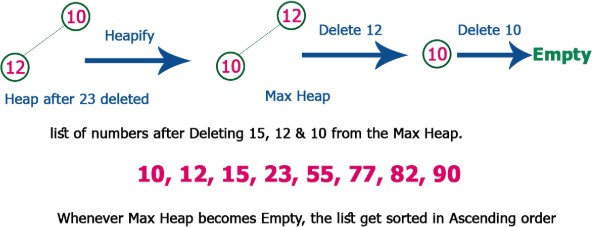 10
12
Heapify
12
10
Delete 12
10
Delete 10
Empty
Heap after 23 deleted
Max Heap
list of numbers after Deleting 15, 12 & 10 from the Max Heap.
10, 12, 15, 23, 55, 77, 82, 90
Whenever Max Heap becomes Empty, the list get sorted in Ascending order